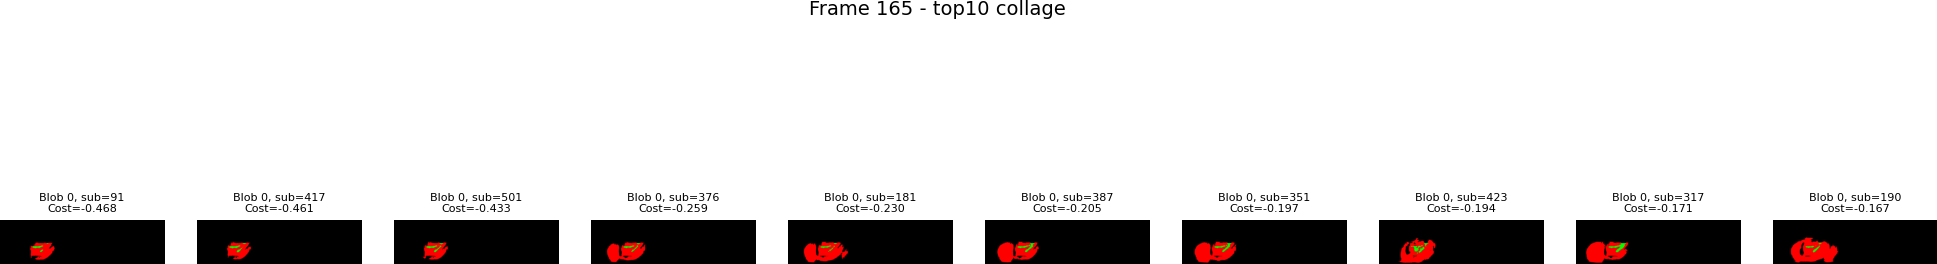 Frame 165 - top10 collage
Blob 0, sub=91
Cost=-0.468
Blob 0, sub=417
Cost=-0.461
Blob 0, sub=501
Cost=-0.433
Blob 0, sub=376
Cost=-0.259
Blob 0, sub=181
Cost=-0.230
Blob 0, sub=387
Cost=-0.205
Blob 0, sub=351
Cost=-0.197
Blob 0, sub=423
Cost=-0.194
Blob 0, sub=317
Cost=-0.171
Blob 0, sub=190
Cost=-0.167